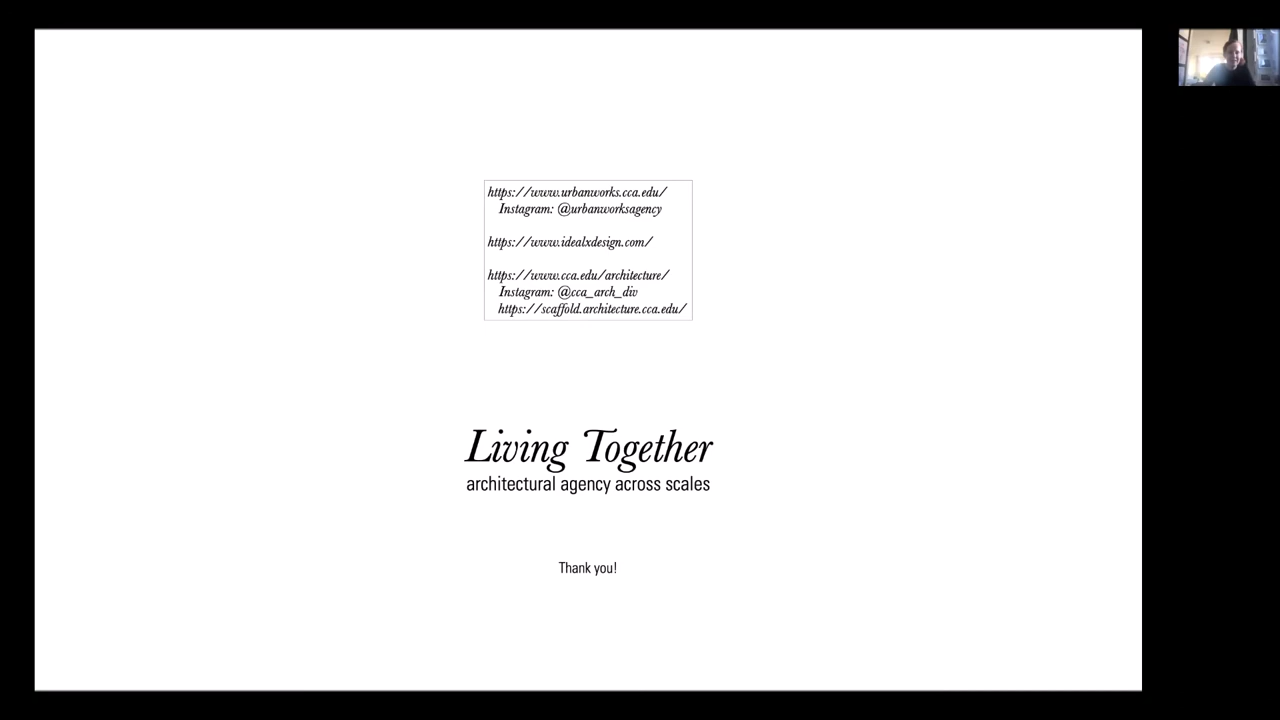 https://www.urbanworks.cca.edu/
Instagram: @urbanworksagency
https://www.idealxdesign.com/
https://www.cca.edu/architecture/
Instagram: @cca_arch_div
https://scaffold.architecture.cca.edu/
Living Together
architectural agency across scales
Thank you!